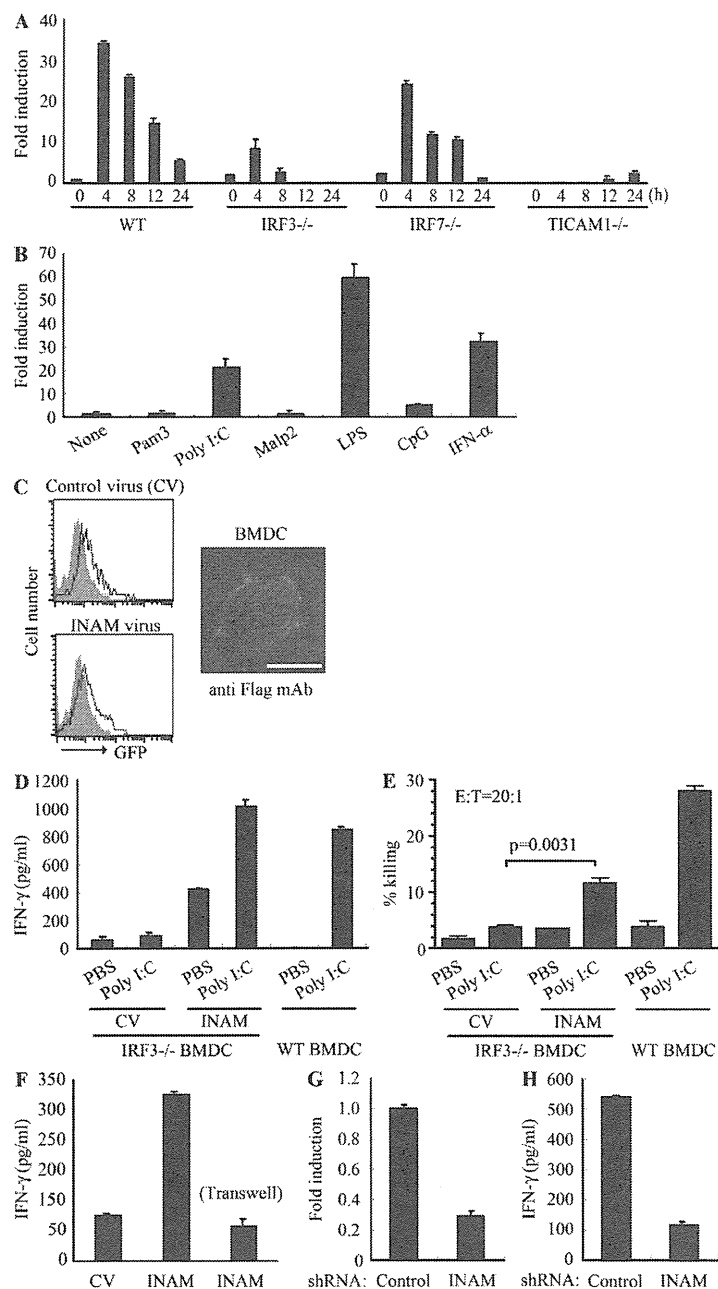 A
Fold induction
40
30
20
10
0
0 4 8 12 24 0 4 8 12 24 0 4 8 12 24 0 4 8 12 24 (h)
WT IRF3-/- IRF7-/- TICAM1-/-
B
Fold induction
70
60
50
40
30
20
10
0
None Pam3 Poly I:C Malp2 LPS CpG IFN-α
C Control virus (CV)
BMDC
Cell number
INAM virus
anti Flag mAb
GFP
D
IFN-γ (pg/ml)
1200
1000
800
600
400
200
0
PBS Poly I:C PBS Poly I:C PBS Poly I:C
CV INAM
IRF3-/- BMDC WT BMDC
E
% killing
30
20
10
0
E:T=20:1
p=0.0031
PBS Poly I:C PBS Poly I:C PBS Poly I:C
CV INAM
IRF3-/- BMDC WT BMDC
F
IFN-γ (pg/ml)
350
300
250
200
150
100
50
0
(Transwell)
CV INAM INAM
G
Fold induction
1.2
1.0
0.8
0.6
0.4
0.2
0
shRNA: Control INAM
H
IFN-γ (pg/ml)
600
500
400
300
200
100
0
shRNA: Control INAM